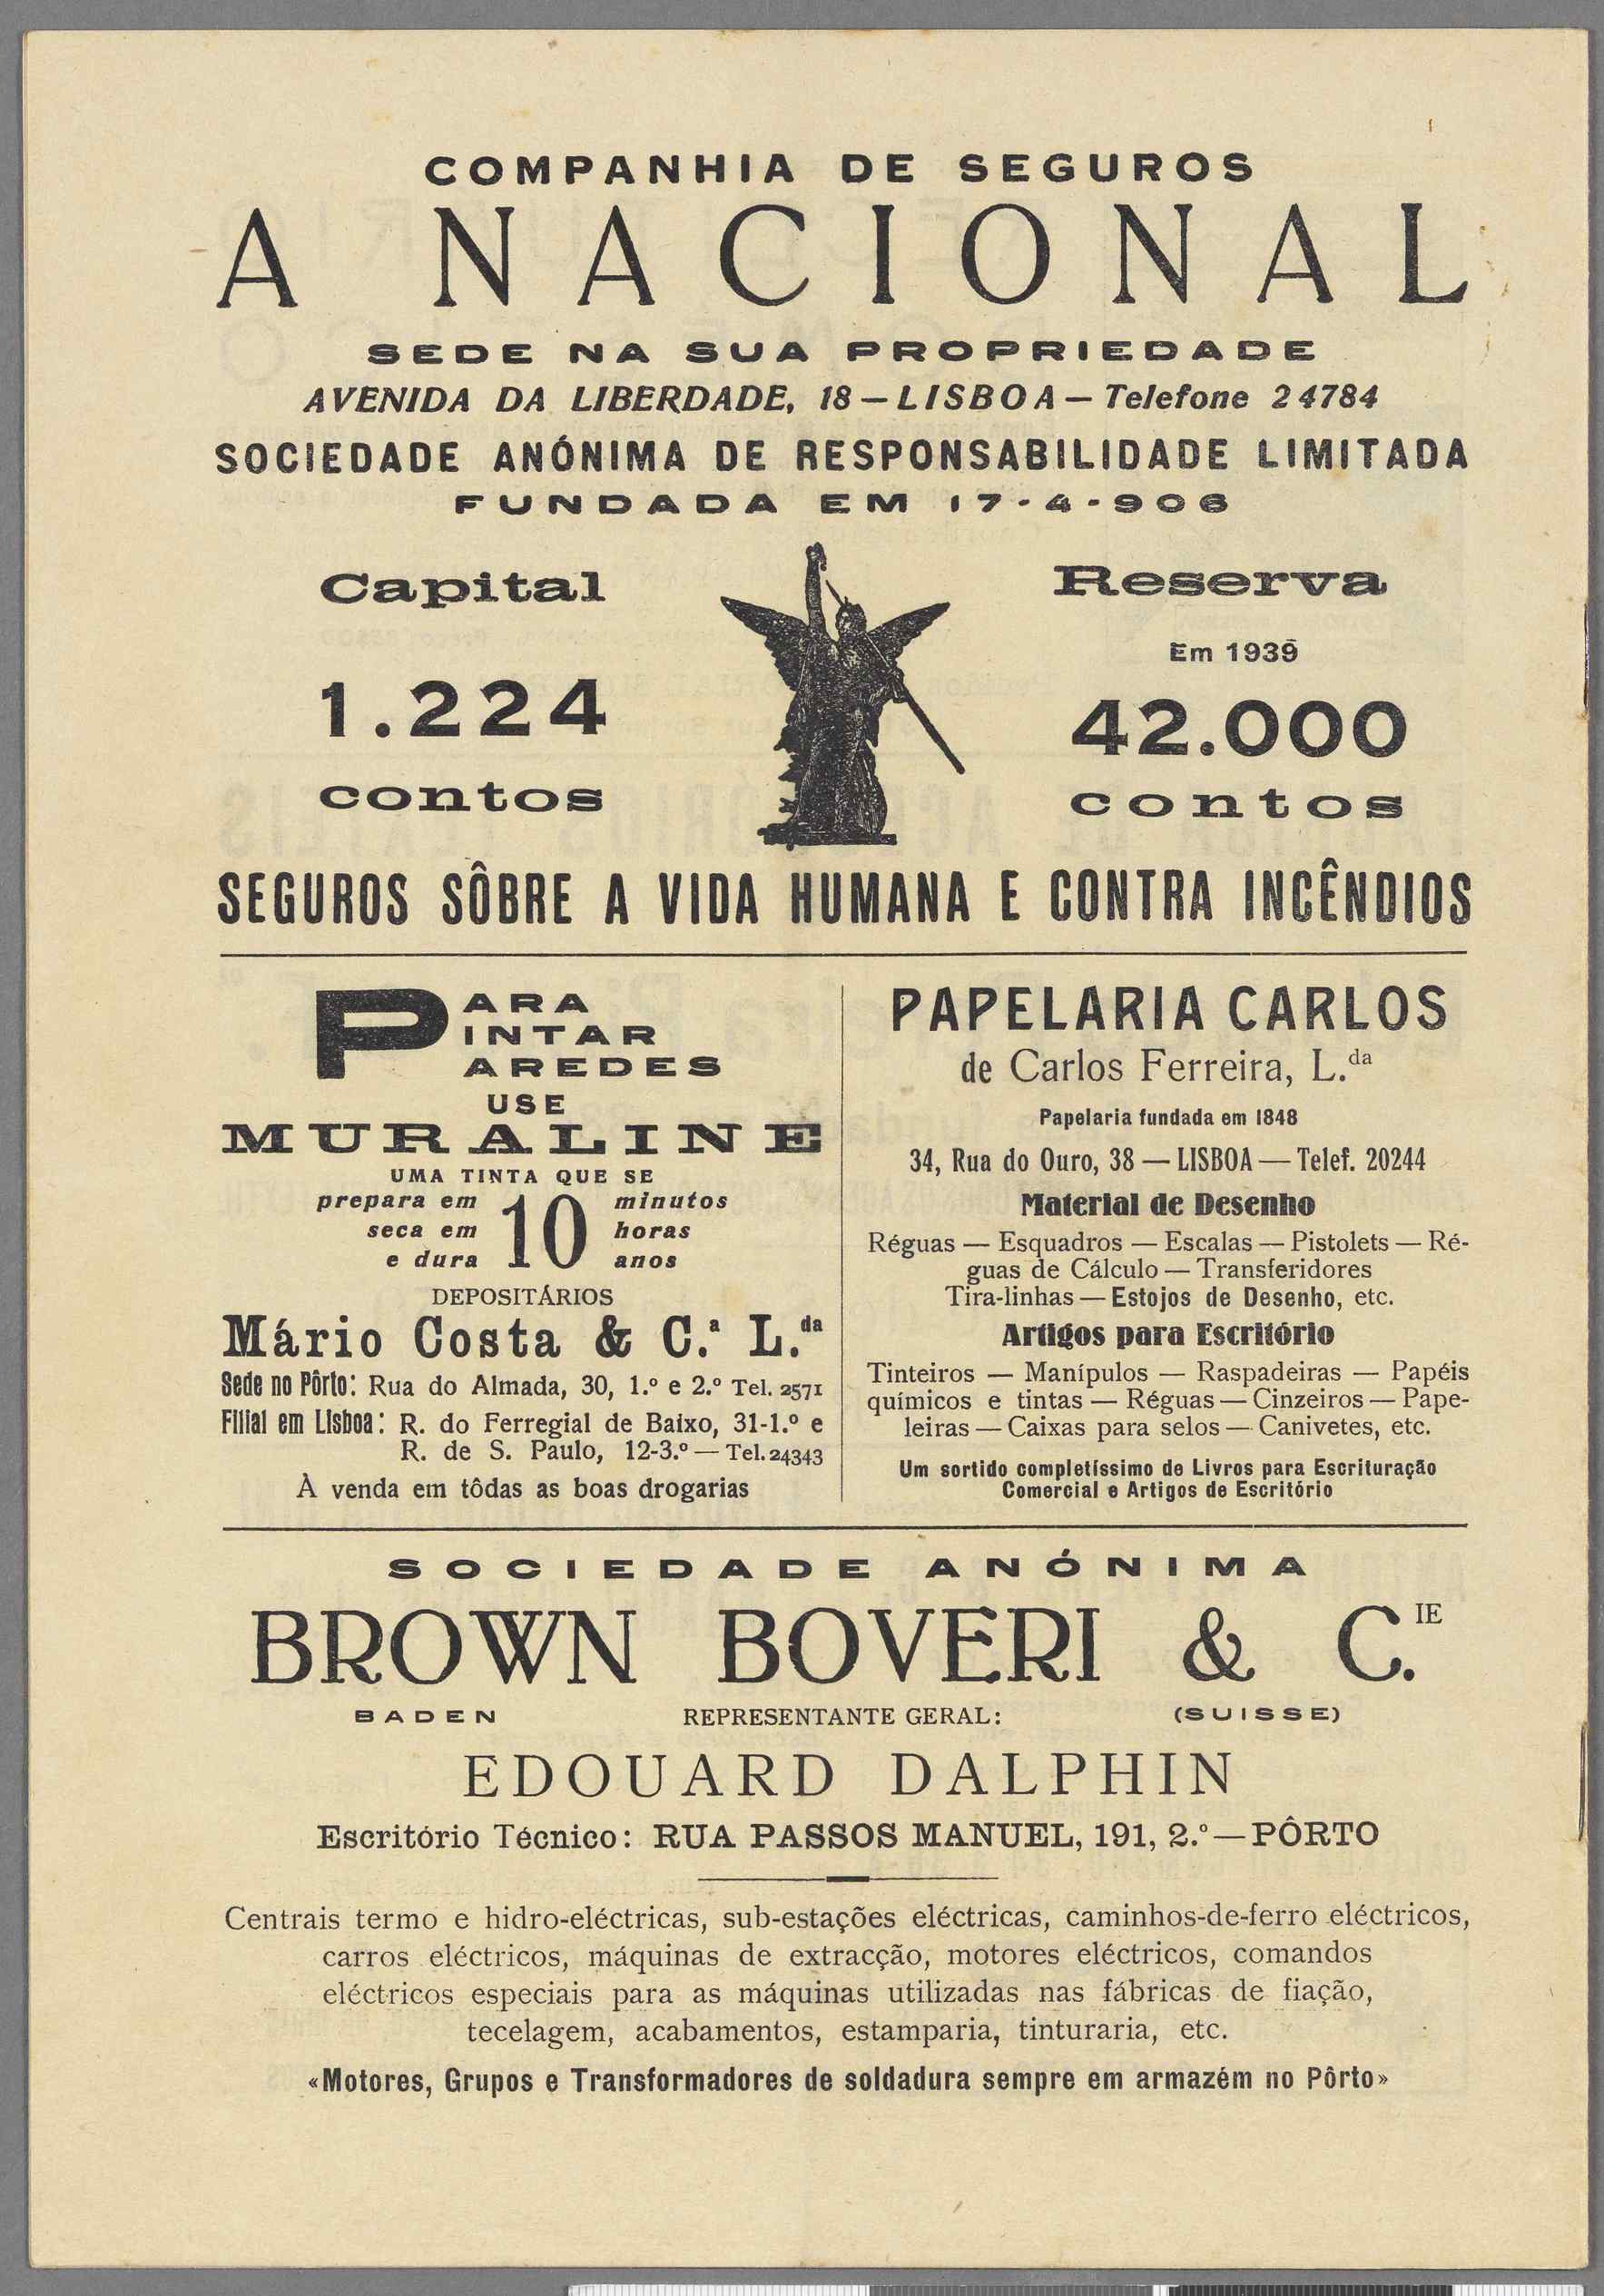 COMPANHIA DE SEGUROS
A NACIONAL
SEDE NA SUA PROPRIEDADE
AVENIDA DA LIBERDADE, 18 — LISBOA — Telefone 24784
SOCIEDADE ANÓNIMA DE RESPONSABILIDADE LIMITADA
FUNDADA EM 17-4-906
Capital
1.224
contos
Reserva
Em 1939
42.000
contos
SEGUROS SÔBRE A VIDA HUMANA E CONTRA INCÊNDIOS
PARA
PINTAR
PAREDES
USE
MURALINE
UMA TINTA QUE SE
prepara em 10 minutos
seca em horas
e dura anos
DEPOSITÁRIOS
Mário Costa & C.ª L.da
Sede no Pôrto: Rua do Almada, 30, 1.º e 2.º Tel. 2571
Filial em Lisboa: R. do Ferregial de Baixo, 31-1.º e
R. de S. Paulo, 12-3.º — Tel. 24343
À venda em tôdas as boas drogarias
PAPELARIA CARLOS
de Carlos Ferreira, L.da
Papelaria fundada em 1848
34, Rua do Ouro, 38 — LISBOA — Telef. 20244
Material de Desenho
Réguas — Esquadros — Escalas — Pistolets — Ré-
guas de Cálculo — Transferidores
Tira-linhas — Estojos de Desenho, etc.
Artigos para Escritório
Tinteiros — Manípulos — Raspadeiras — Papéis
químicos e tintas — Réguas — Cinzeiros — Pape-
leiras — Caixas para selos — Canivetes, etc.
Um sortido completíssimo de Livros para Escrituração
Comercial e Artigos de Escritório
SOCIEDADE ANÓNIMA
BROWN BOVERI & C.IE
BADEN REPRESENTANTE GERAL: (SUISSE)
EDOUARD DALPHIN
Escritório Técnico: RUA PASSOS MANUEL, 191, 2.º — PÔRTO
Centrais termo e hidro-eléctricas, sub-estações eléctricas, caminhos-de-ferro eléctricos,
carros eléctricos, máquinas de extracção, motores eléctricos, comandos
eléctricos especiais para as máquinas utilizadas nas fábricas de fiação,
tecelagem, acabamentos, estamparia, tinturaria, etc.
«Motores, Grupos e Transformadores de soldadura sempre em armazém no Pôrto»